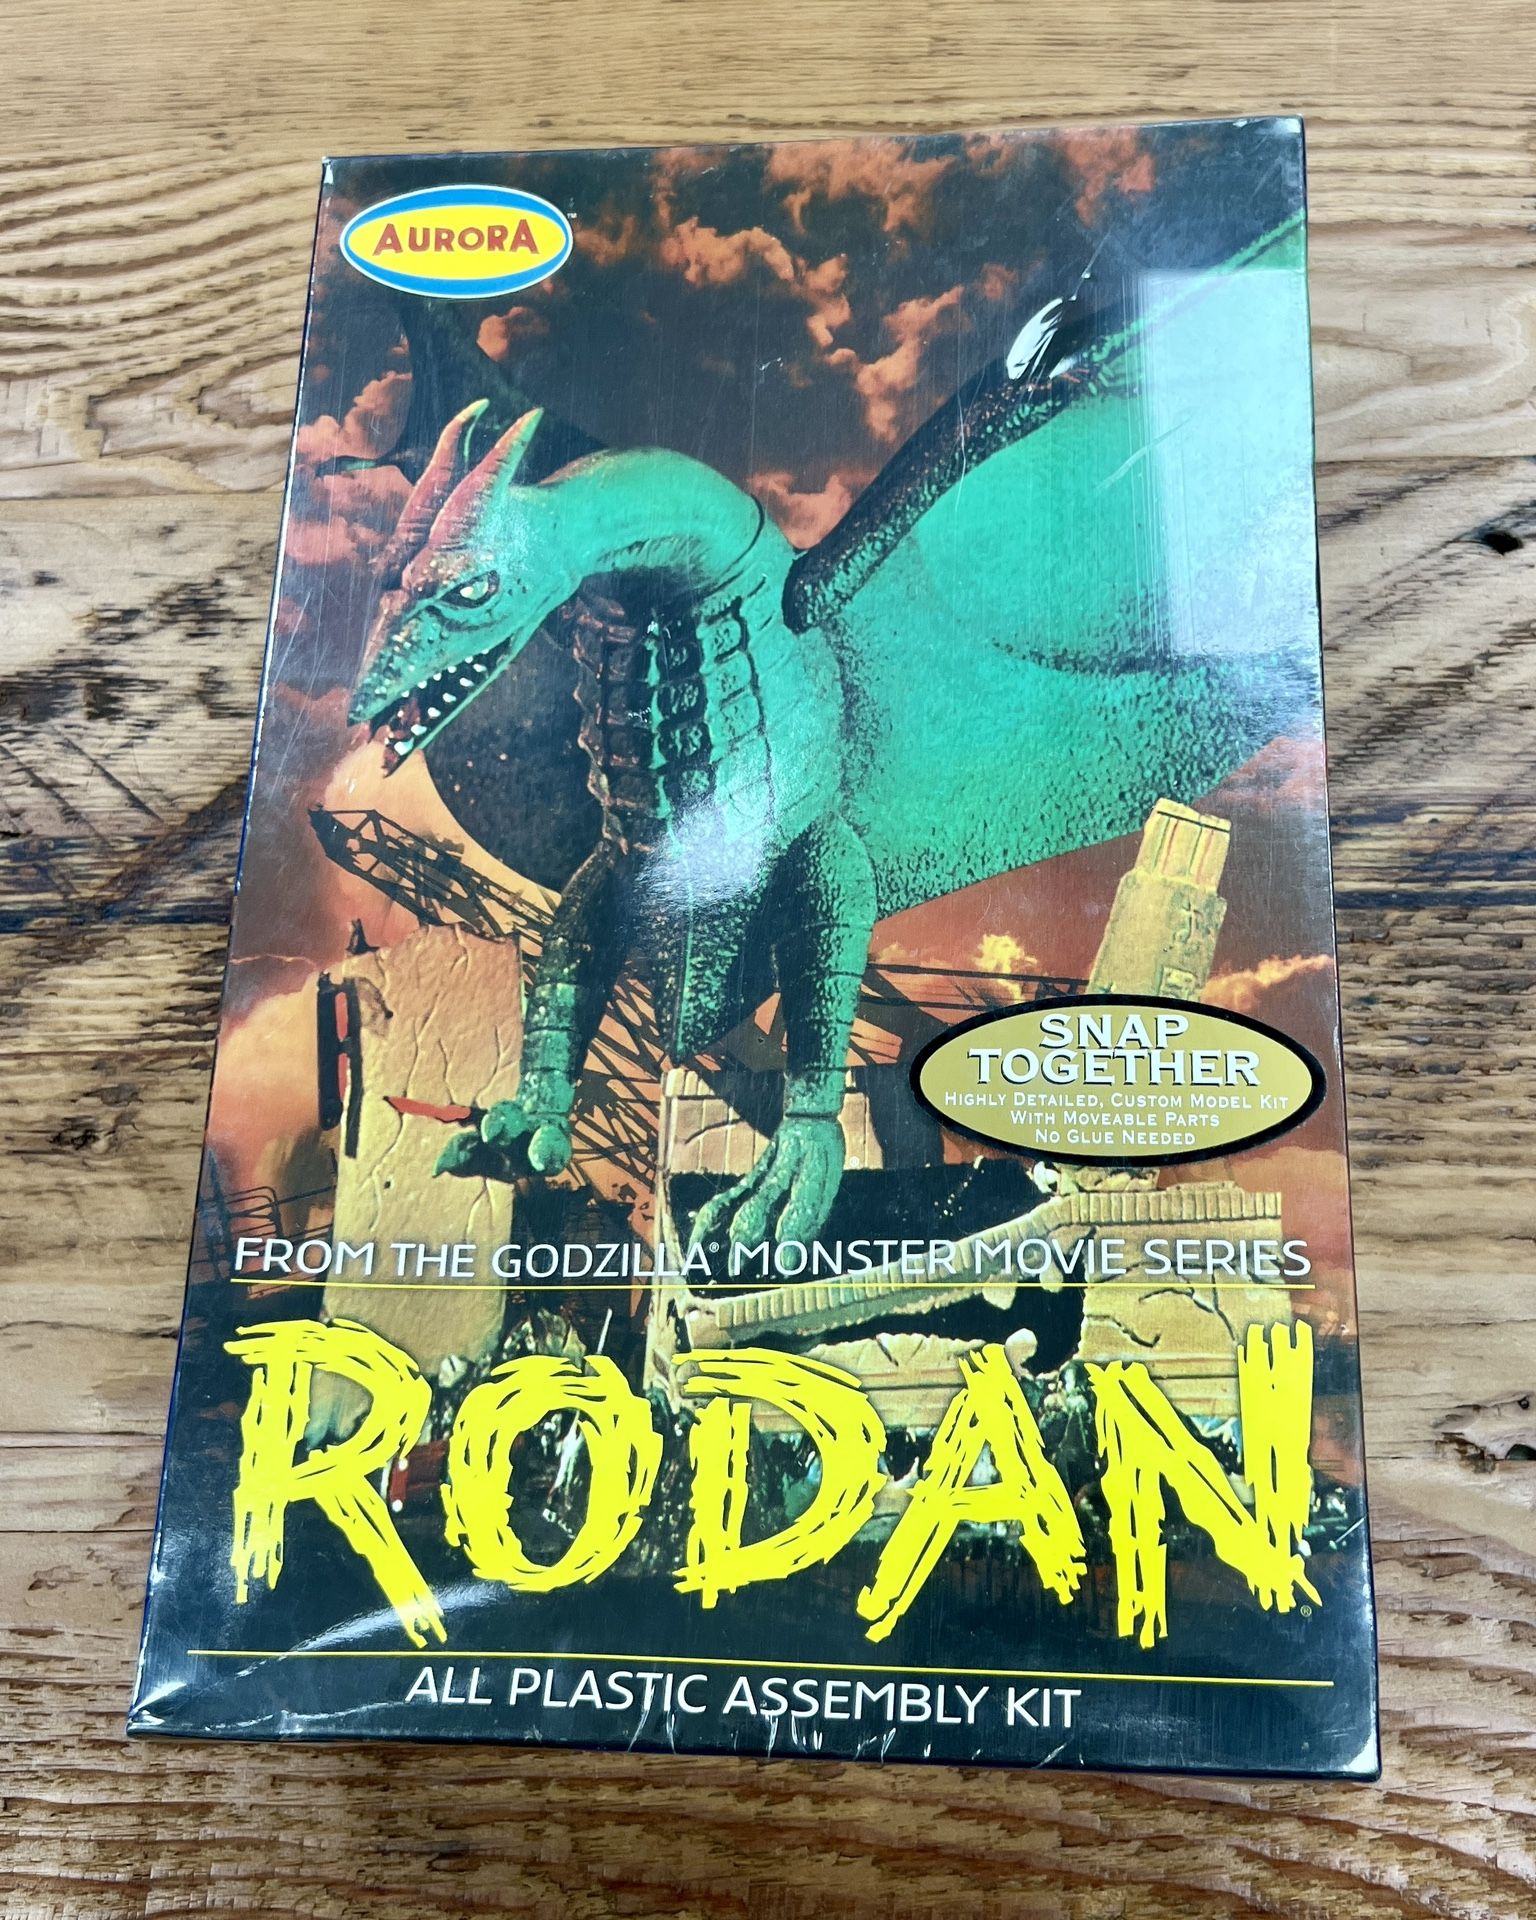 AURORA™
SNAP
TOGETHER
HIGHLY DETAILED, CUSTOM MODEL KIT
WITH MOVEABLE PARTS
NO GLUE NEEDED
FROM THE GODZILLA® MONSTER MOVIE SERIES
RODAN®
ALL PLASTIC ASSEMBLY KIT